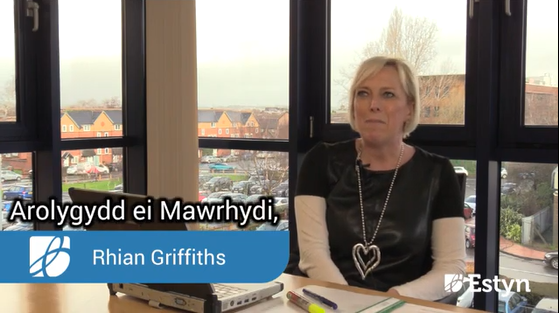 Arolygydd ei Mawrhydi,
Rhian Griffiths
Estyn